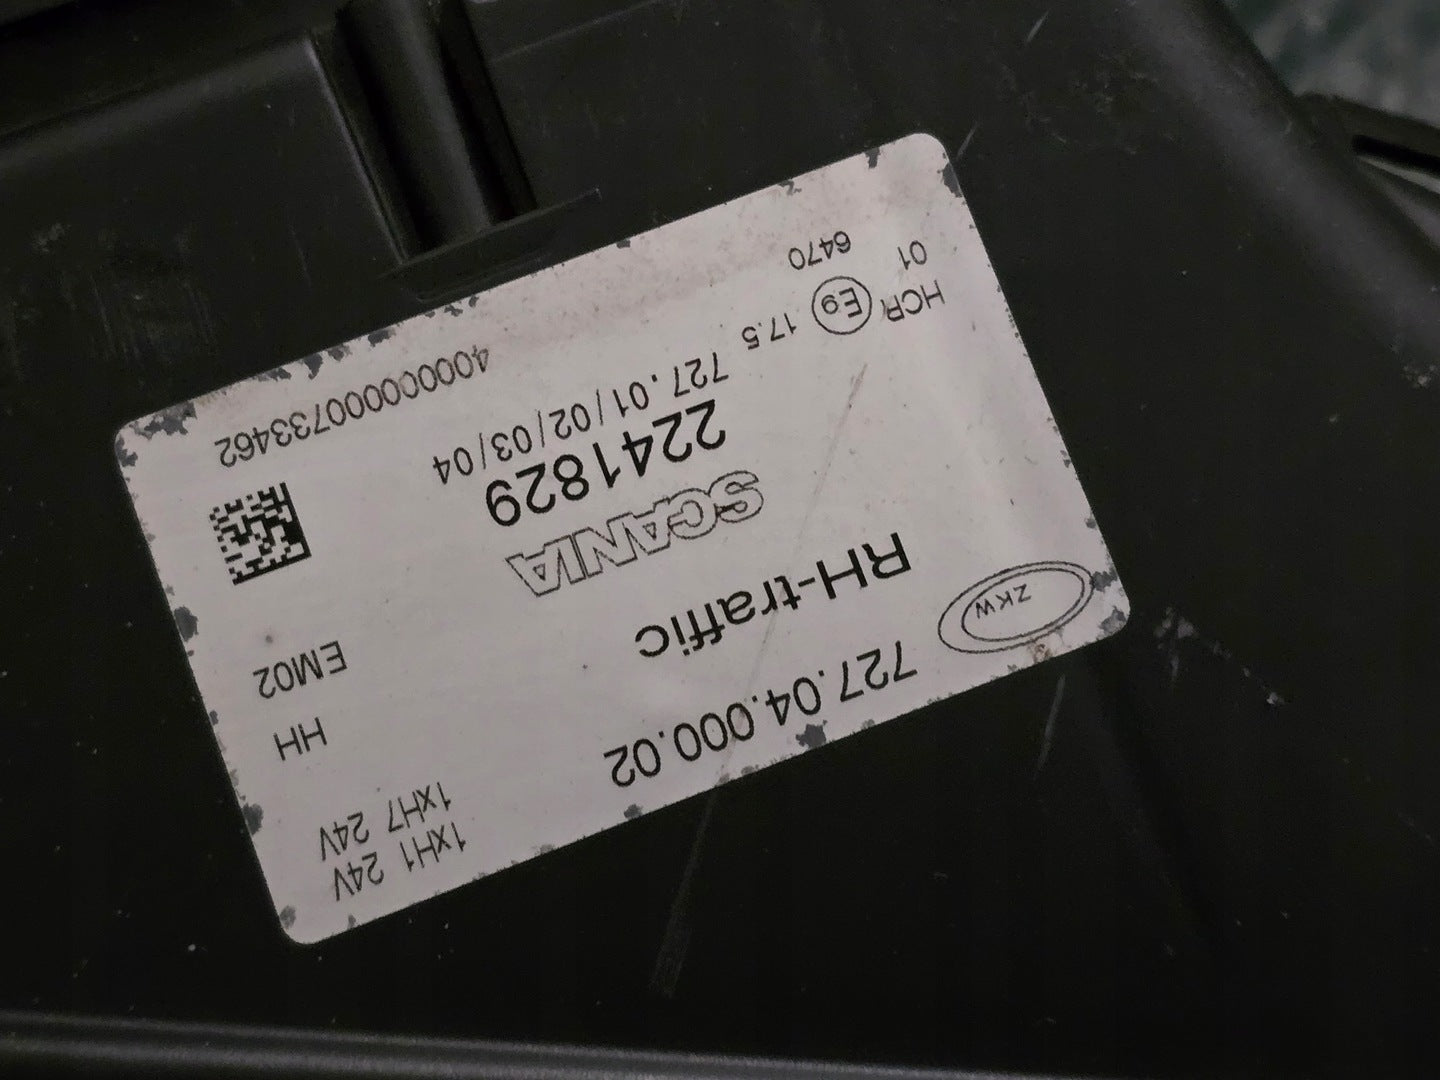 1xH1 24V
1xH7 24V
727.04.000.02
HH
ZKW
RH-traffic
EM02
SCANIA
2241829
727.01/02/03/04
HCR
E9
17.5
01
6470
4000000000733462